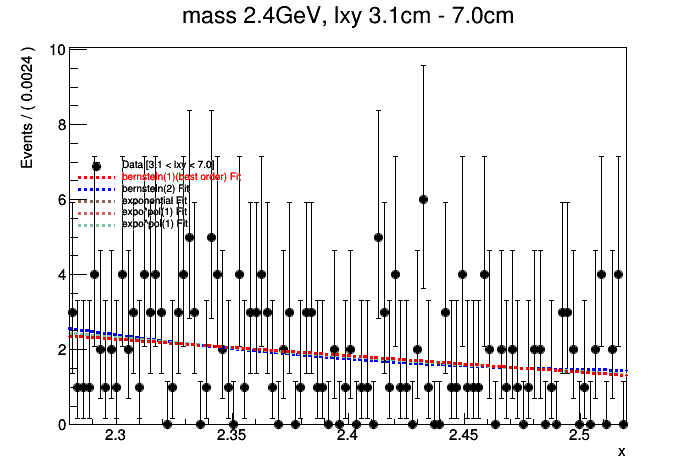 mass 2.4GeV, lxy 3.1cm - 7.0cm
Events / ( 0.0024 )
10
8
6
4
2
0
Data [3.1 < lxy < 7.0]
bernstein(1)(best order) Fit
bernstein(2) Fit
exponential Fit
expo*pol(1) Fit
expo*pol(1) Fit
2.3
2.35
2.4
2.45
2.5
x